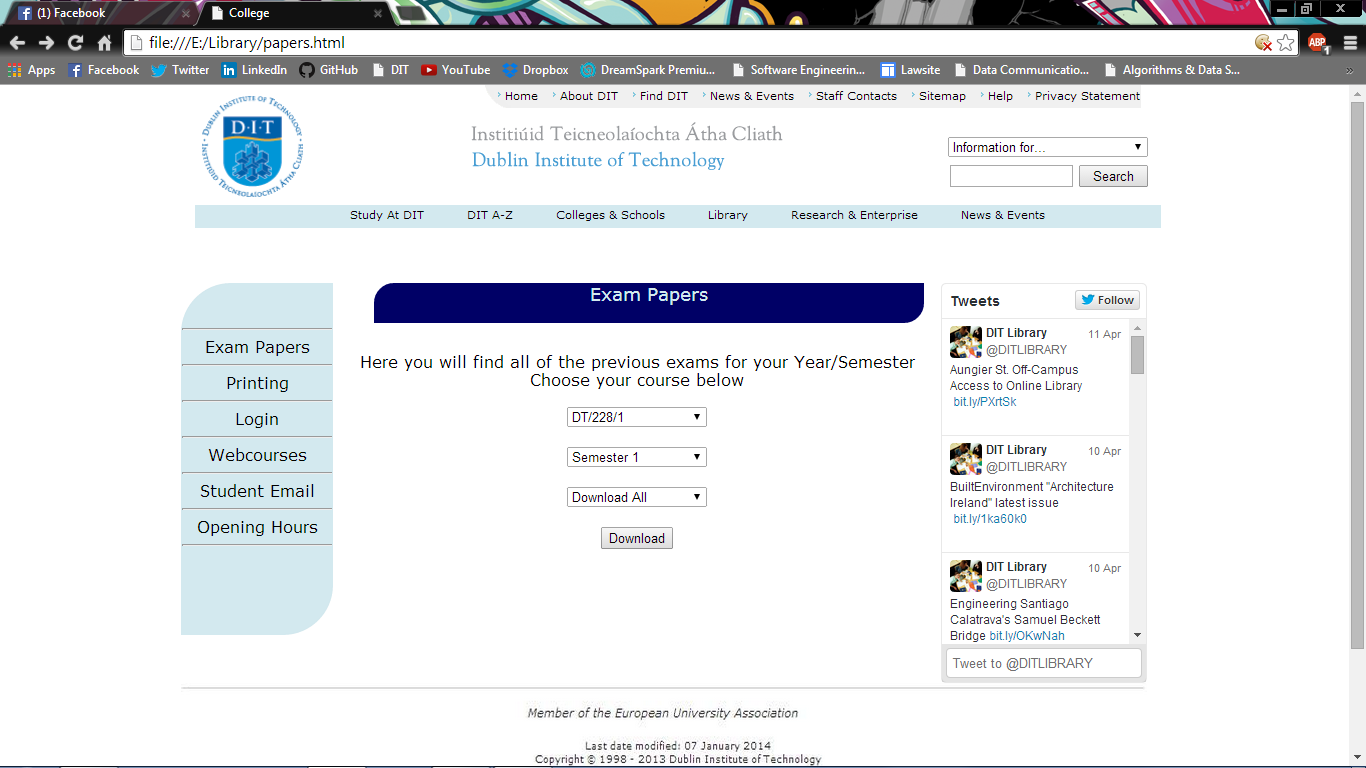 (1) Facebook
College
file:///E:/Library/papers.html
ABP
1
Apps
Facebook
Twitter
LinkedIn
GitHub
DIT
YouTube
Dropbox
DreamSpark Premiu...
Software Engineerin...
Lawsite
Data Communicatio...
Algorithms & Data S...
»
Home
About DIT
Find DIT
News & Events
Staff Contacts
Sitemap
Help
Privacy Statement
DUBLIN INSTITUTE OF TECHNOLOGY
D·I·T
INSTITIÚID TEICNEOLAÍOCHTA ÁTHA CLIATH
Institiúid Teicneolaíochta Átha Cliath
Dublin Institute of Technology
Information for...
Search
Study At DIT
DIT A-Z
Colleges & Schools
Library
Research & Enterprise
News & Events
Exam Papers
Printing
Login
Webcourses
Student Email
Opening Hours
Exam Papers
Here you will find all of the previous exams for your Year/Semester
Choose your course below
DT/228/1
Semester 1
Download All
Download
Tweets
Follow
DIT Library
11 Apr
@DITLIBRARY
Aungier St. Off-Campus
Access to Online Library
bit.ly/PXrtSk
DIT Library
10 Apr
@DITLIBRARY
BuiltEnvironment "Architecture
Ireland" latest issue
bit.ly/1ka60k0
DIT Library
10 Apr
@DITLIBRARY
Engineering Santiago
Calatrava's Samuel Beckett
Bridge bit.ly/OKwNah
Tweet to @DITLIBRARY
Member of the European University Association
Last date modified: 07 January 2014
Copyright © 1998 - 2013 Dublin Institute of Technology